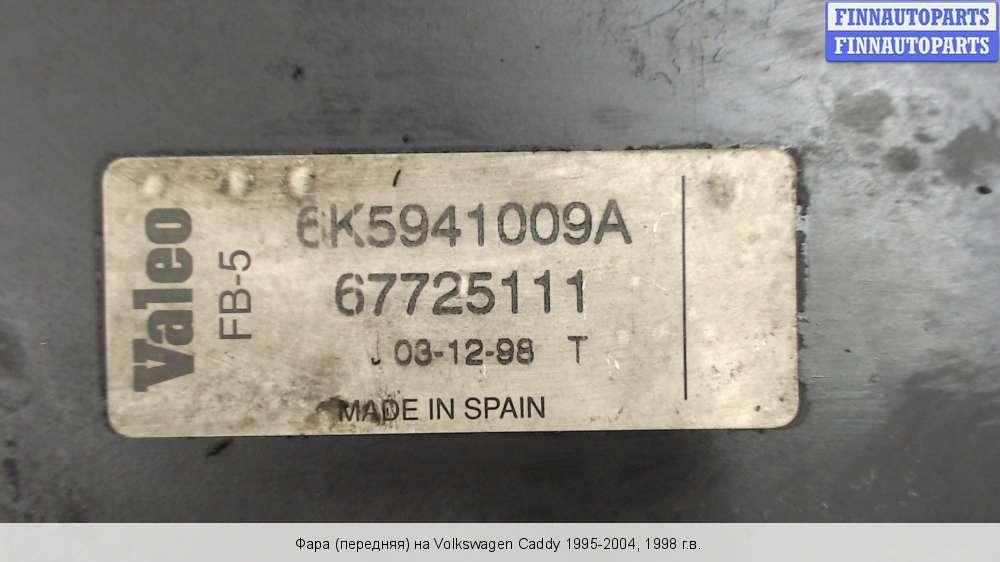 FINNAUTOPARTS
FINNAUTOPARTS
Valeo
FB-5
6K5941009A
67725111
J 03-12-98 T
MADE IN SPAIN
Фара (передняя) на Volkswagen Caddy 1995-2004, 1998 г.в.